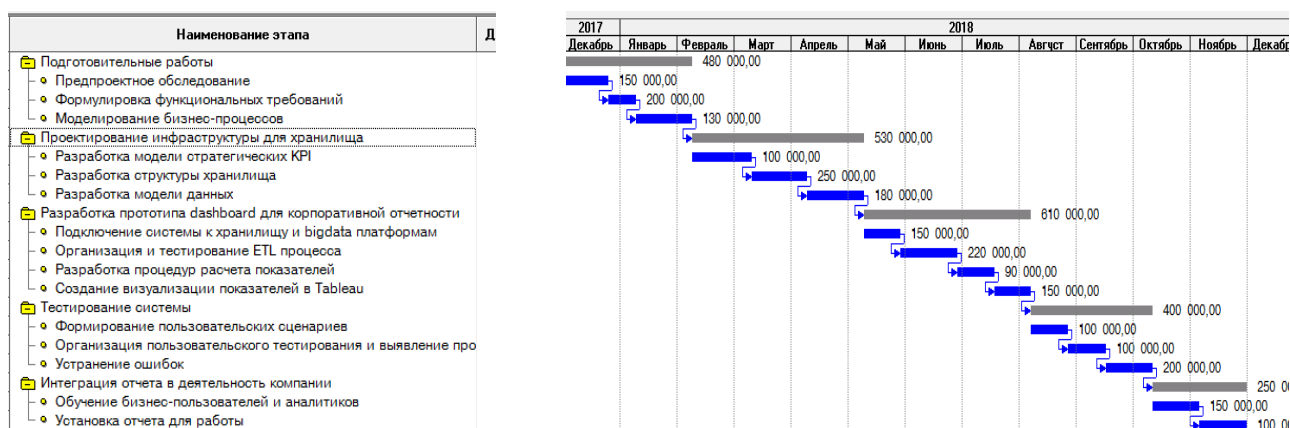 Наименование этапа Д 2017 2018
Декабрь Январь Февраль Март Апрель Май Июнь Июль Август Сентябрь Октябрь Ноябрь Декабр
Подготовительные работы 480 000,00
Предпроектное обследование 150 000,00
Формулировка функциональных требований 200 000,00
Моделирование бизнес-процессов 130 000,00
Проектирование инфраструктуры для хранилища 530 000,00
Разработка модели стратегических KPI 100 000,00
Разработка структуры хранилища 250 000,00
Разработка модели данных 180 000,00
Разработка прототипа dashboard для корпоративной отчетности 610 000,00
Подключение системы к хранилищу и bigdata платформам 150 000,00
Организация и тестирование ETL процесса 220 000,00
Разработка процедур расчета показателей 90 000,00
Создание визуализации показателей в Tableau 150 000,00
Тестирование системы 400 000,00
Формирование пользовательских сценариев 100 000,00
Организация пользовательского тестирования и выявление про 100 000,00
Устранение ошибок 200 000,00
Интеграция отчета в деятельность компании 250 00
Обучение бизнес-пользователей и аналитиков 150 000,00
Установка отчета для работы 100 00